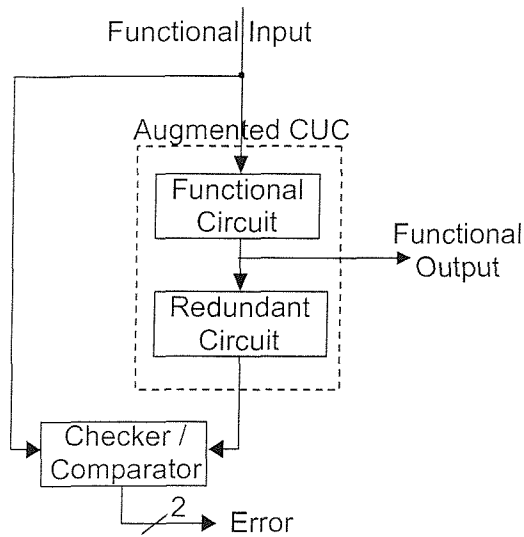 Functional Input
Augmented CUC
Functional
Circuit
Functional
Output
Redundant
Circuit
Checker /
Comparator
2
Error